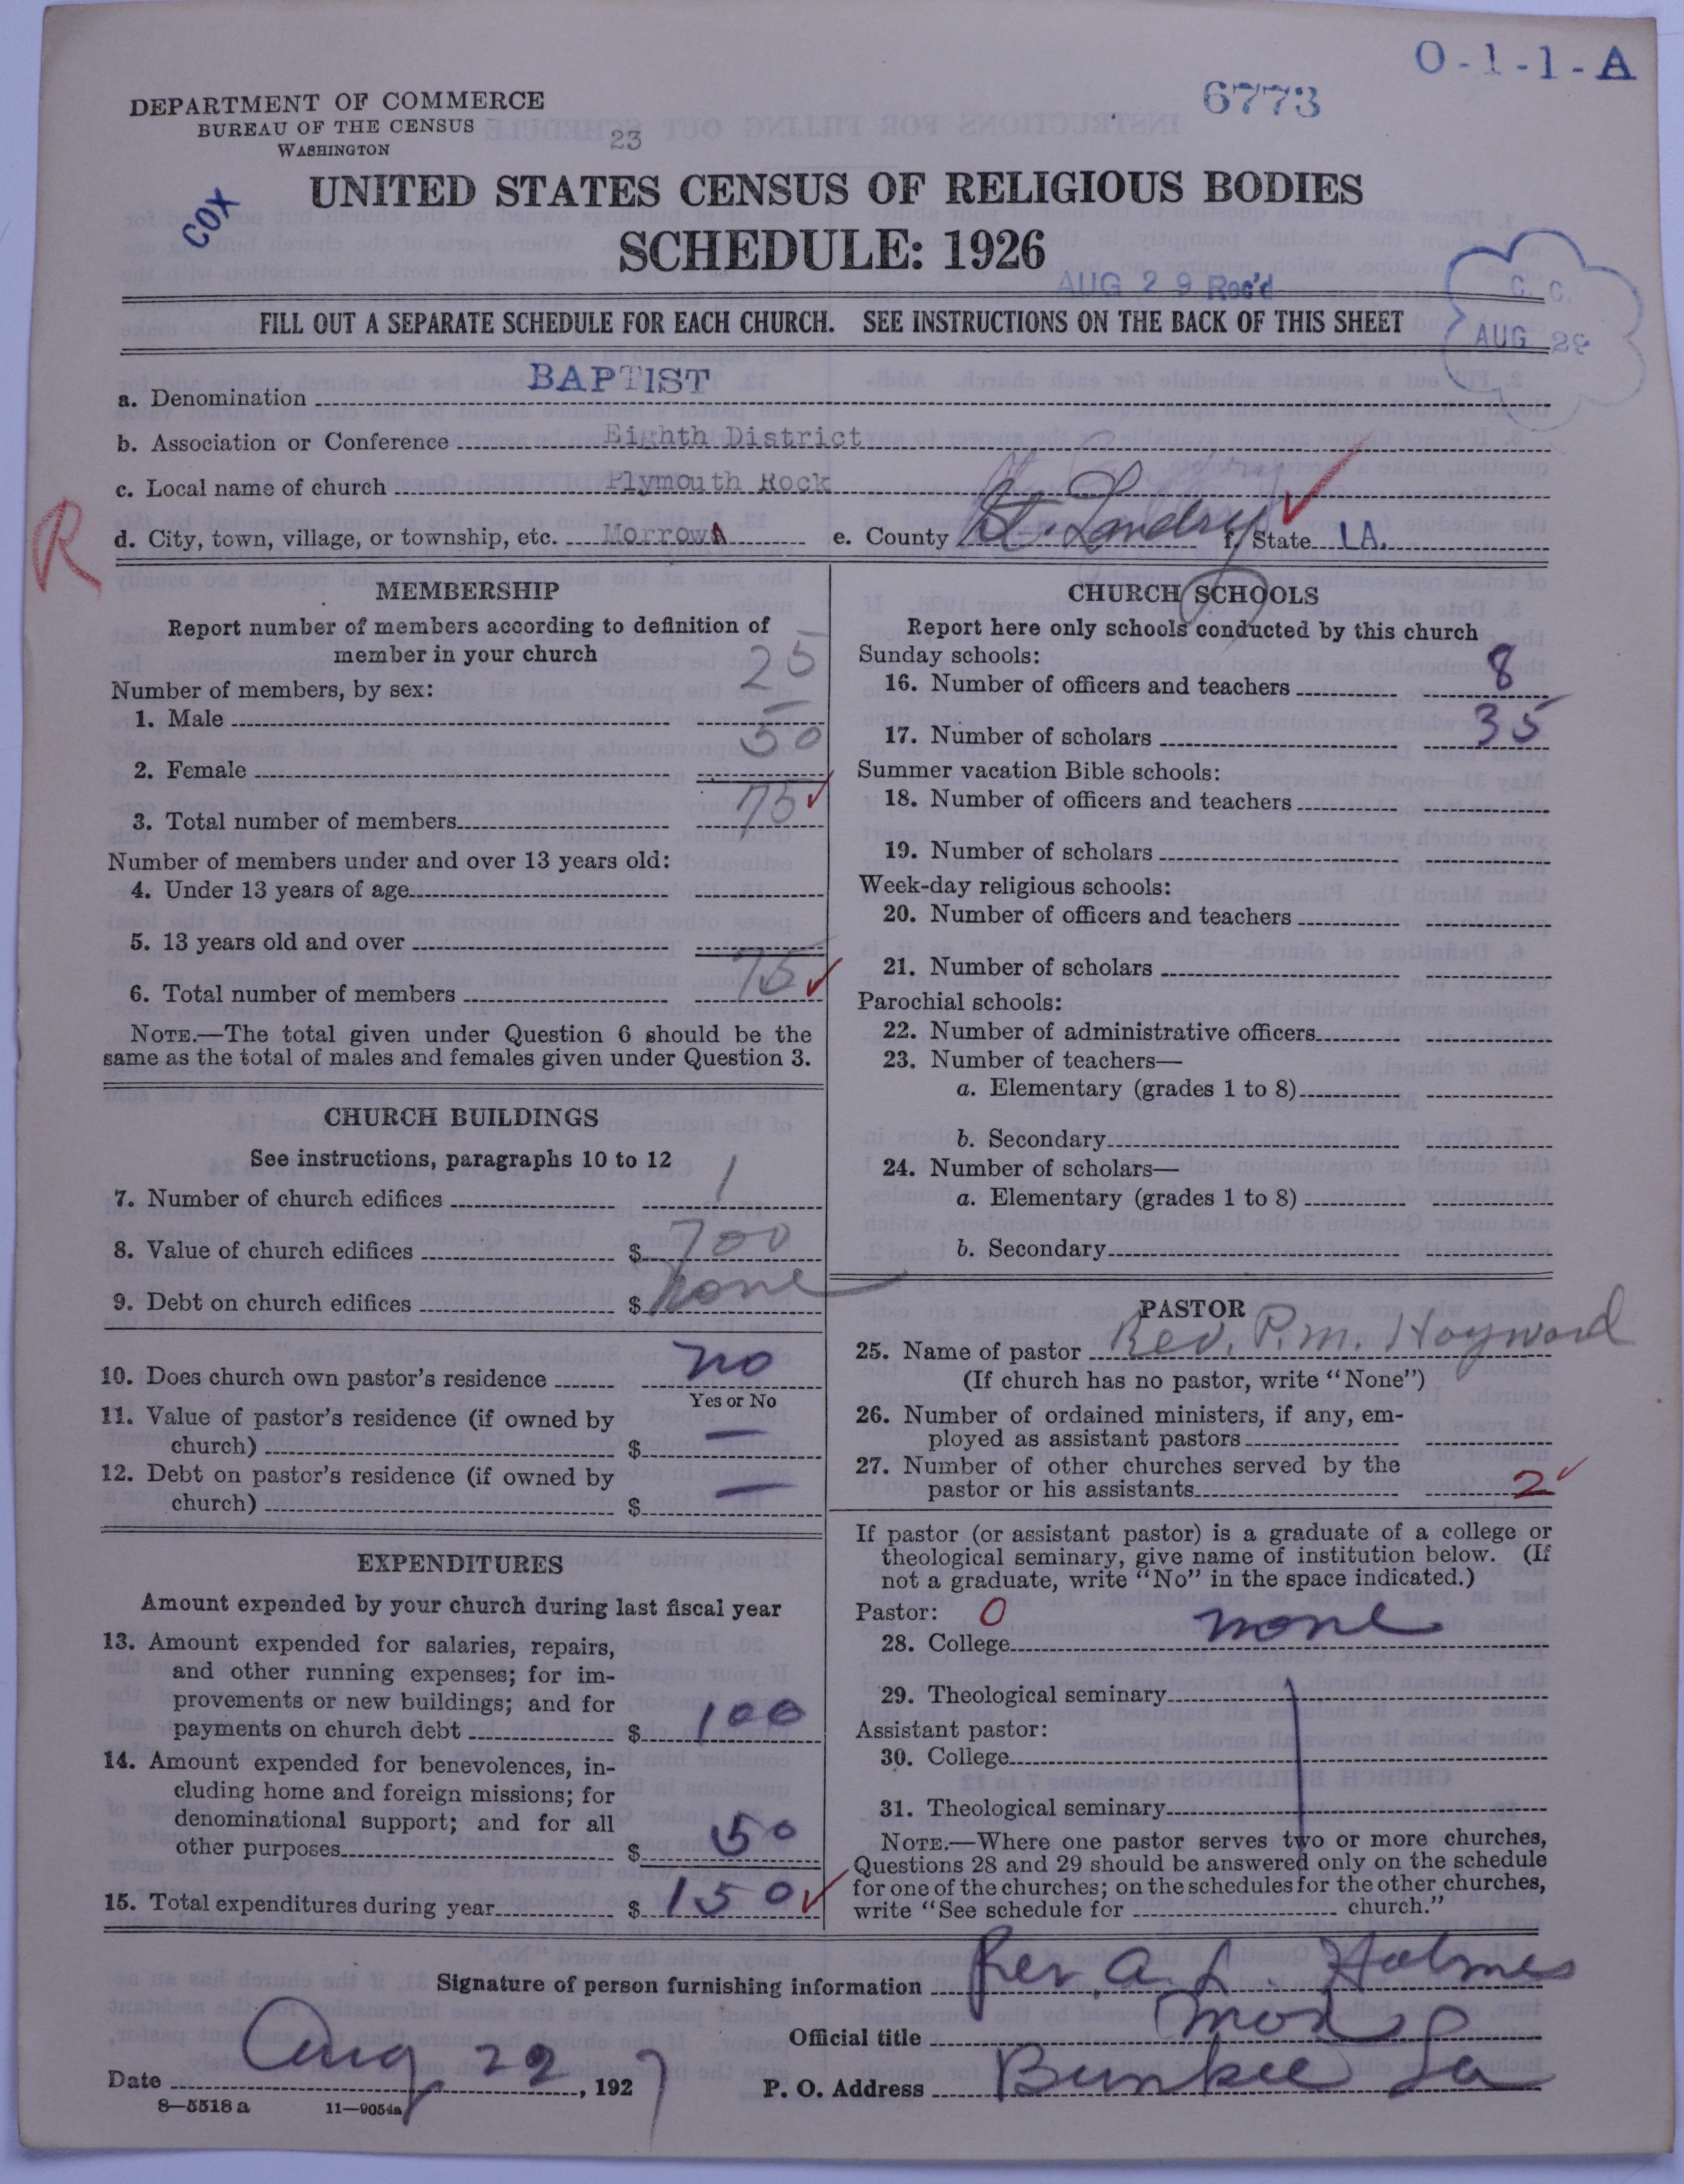 O-1-1-A
6773
DEPARTMENT OF COMMERCE
BUREAU OF THE CENSUS
WASHINGTON
23
COX
UNITED STATES CENSUS OF RELIGIOUS BODIES
SCHEDULE: 1926
AUG 29 Rec'd
C. C.
AUG 29
FILL OUT A SEPARATE SCHEDULE FOR EACH CHURCH. SEE INSTRUCTIONS ON THE BACK OF THIS SHEET
a. Denomination BAPTIST
b. Association or Conference Eighth District
c. Local name of church Plymouth Rock
R
d. City, town, village, or township, etc. Morrow e. County St. Landry f. State LA.
MEMBERSHIP
Report number of members according to definition of
member in your church
Number of members, by sex:
1. Male 25
2. Female 50
3. Total number of members 75
Number of members under and over 13 years old:
4. Under 13 years of age
5. 13 years old and over
6. Total number of members 75
NOTE.—The total given under Question 6 should be the
same as the total of males and females given under Question 3.
CHURCH BUILDINGS
See instructions, paragraphs 10 to 12
7. Number of church edifices 1
8. Value of church edifices $ 700
9. Debt on church edifices $ none
10. Does church own pastor's residence no
Yes or No
11. Value of pastor's residence (if owned by
church) $ —
12. Debt on pastor's residence (if owned by
church) $ —
EXPENDITURES
Amount expended by your church during last fiscal year
13. Amount expended for salaries, repairs,
and other running expenses; for im-
provements or new buildings; and for
payments on church debt $ 100
14. Amount expended for benevolences, in-
cluding home and foreign missions; for
denominational support; and for all
other purposes $ 50
15. Total expenditures during year $ 150
CHURCH SCHOOLS
Report here only schools conducted by this church
Sunday schools:
16. Number of officers and teachers 8
17. Number of scholars 35
Summer vacation Bible schools:
18. Number of officers and teachers
19. Number of scholars
Week-day religious schools:
20. Number of officers and teachers
21. Number of scholars
Parochial schools:
22. Number of administrative officers
23. Number of teachers—
a. Elementary (grades 1 to 8)
b. Secondary
24. Number of scholars—
a. Elementary (grades 1 to 8)
b. Secondary
PASTOR
25. Name of pastor Rev. P. M. Hayward
(If church has no pastor, write "None")
26. Number of ordained ministers, if any, em-
ployed as assistant pastors
27. Number of other churches served by the
pastor or his assistants 2
If pastor (or assistant pastor) is a graduate of a college or
theological seminary, give name of institution below. (If
not a graduate, write "No" in the space indicated.)
Pastor: 0
28. College none
29. Theological seminary
Assistant pastor:
30. College
31. Theological seminary
NOTE.—Where one pastor serves two or more churches,
Questions 28 and 29 should be answered only on the schedule
for one of the churches; on the schedules for the other churches,
write "See schedule for church."
Signature of person furnishing information Rev. A. L. Holmes
Official title Mod
Date Aug 22, 1927 P. O. Address Bunkie La
8—5518a 11—9054a